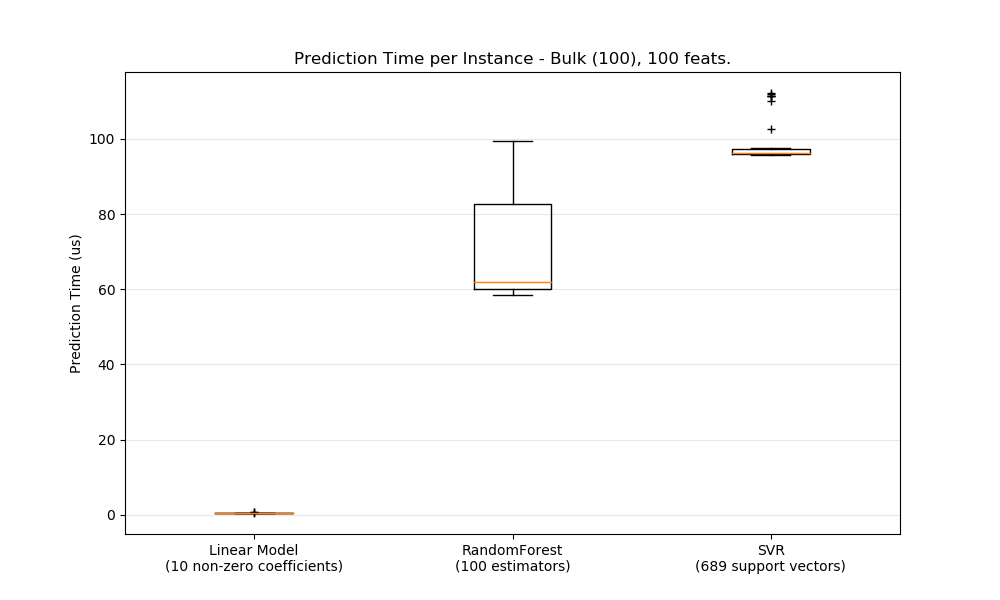 Prediction Time per Instance - Bulk (100), 100 feats.
Prediction Time (us)
100
80
60
40
20
0
Linear Model
(10 non-zero coefficients)
RandomForest
(100 estimators)
SVR
(689 support vectors)